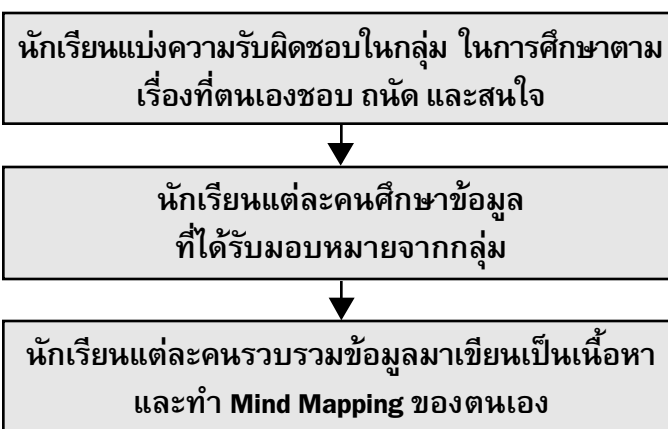 นักเรียนแบ่งความรับผิดชอบในกลุ่ม ในการศึกษาตาม
เรื่องที่ตนเองชอบ ถนัด และสนใจ
นักเรียนแต่ละคนศึกษาข้อมูล
ที่ได้รับมอบหมายจากกลุ่ม
นักเรียนแต่ละคนรวบรวมข้อมูลมาเขียนเป็นเนื้อหา
และทำ Mind Mapping ของตนเอง